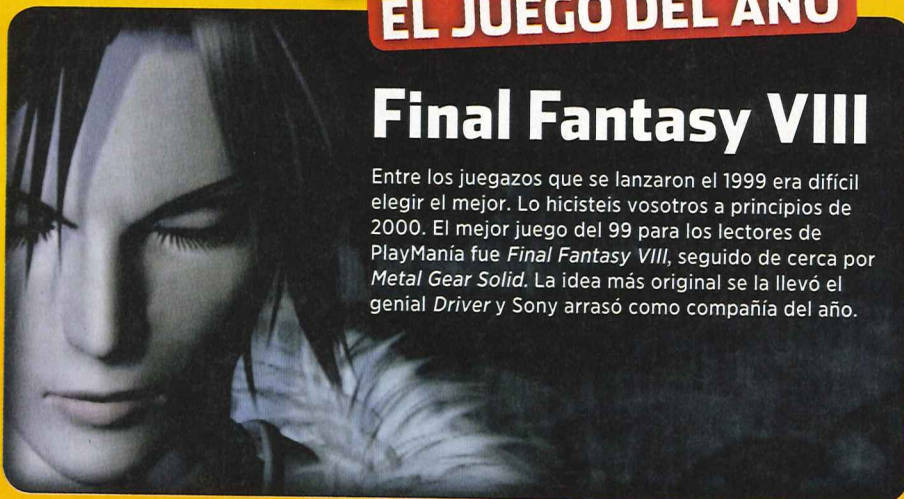 EL JUEGO DEL AÑO
Final Fantasy VIII
Entre los juegazos que se lanzaron el 1999 era difícil
elegir el mejor. Lo hicisteis vosotros a principios de
2000. El mejor juego del 99 para los lectores de
PlayManía fue Final Fantasy VIII, seguido de cerca por
Metal Gear Solid. La idea más original se la llevó el
genial Driver y Sony arrasó como compañía del año.